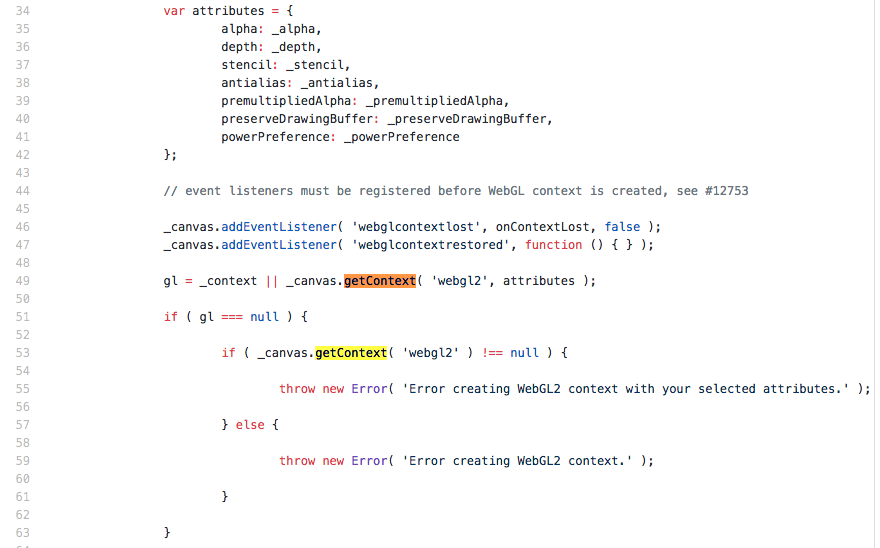 34 var attributes = {
35 alpha: _alpha,
36 depth: _depth,
37 stencil: _stencil,
38 antialias: _antialias,
39 premultipliedAlpha: _premultipliedAlpha,
40 preserveDrawingBuffer: _preserveDrawingBuffer,
41 powerPreference: _powerPreference
42 };
43
44 // event listeners must be registered before WebGL context is created, see #12753
45
46 _canvas.addEventListener( 'webglcontextlost', onContextLost, false );
47 _canvas.addEventListener( 'webglcontextrestored', function () { } );
48
49 gl = _context || _canvas.getContext( 'webgl2', attributes );
50
51 if ( gl === null ) {
52
53 if ( _canvas.getContext( 'webgl2' ) !== null ) {
54
55 throw new Error( 'Error creating WebGL2 context with your selected attributes.' );
56
57 } else {
58
59 throw new Error( 'Error creating WebGL2 context.' );
60
61 }
62
63 }